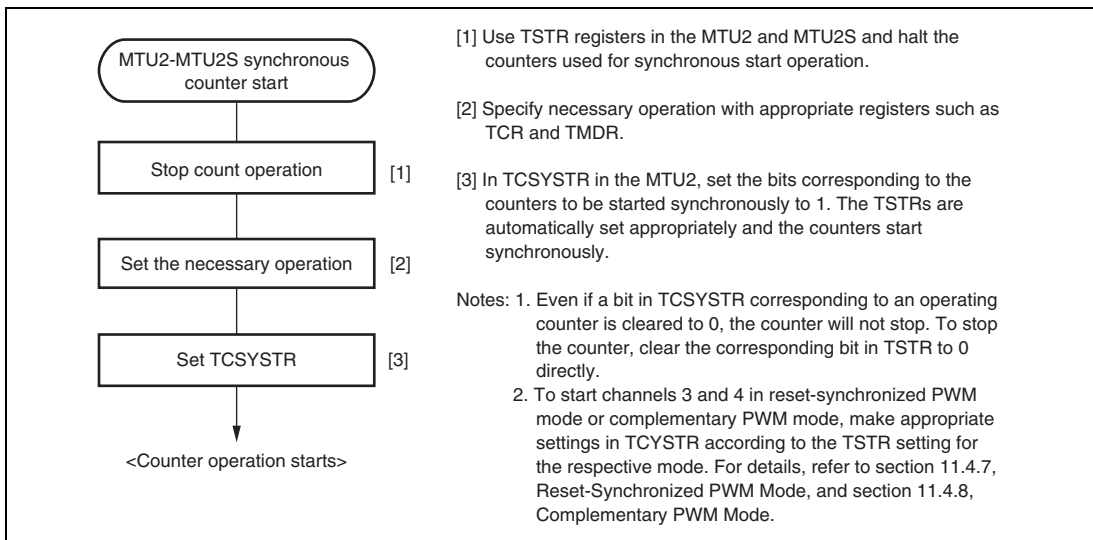 MTU2-MTU2S synchronous
counter start
Stop count operation
[1]
Set the necessary operation
[2]
Set TCSYSTR
[3]
<Counter operation starts>
[1] Use TSTR registers in the MTU2 and MTU2S and halt the
counters used for synchronous start operation.
[2] Specify necessary operation with appropriate registers such as
TCR and TMDR.
[3] In TCSYSTR in the MTU2, set the bits corresponding to the
counters to be started synchronously to 1. The TSTRs are
automatically set appropriately and the counters start
synchronously.
Notes: 1. Even if a bit in TCSYSTR corresponding to an operating
counter is cleared to 0, the counter will not stop. To stop
the counter, clear the corresponding bit in TSTR to 0
directly.
2. To start channels 3 and 4 in reset-synchronized PWM
mode or complementary PWM mode, make appropriate
settings in TCYSTR according to the TSTR setting for
the respective mode. For details, refer to section 11.4.7,
Reset-Synchronized PWM Mode, and section 11.4.8,
Complementary PWM Mode.